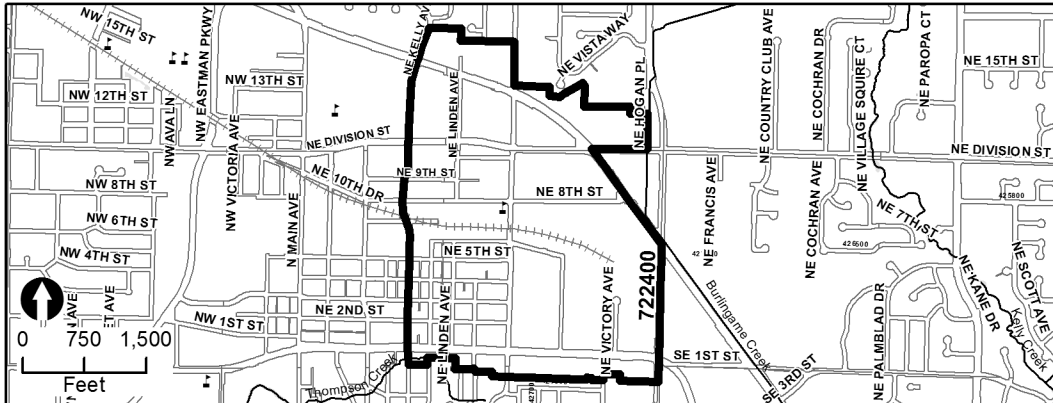 NW 15TH ST
NW EASTMAN PKWY
NE KELLY AVE
NE VISTA WAY
NE HOGAN PL
NE COUNTRY CLUB AVE
NE COCHRAN DR
NE VILLAGE SQUIRE CT
NE PAROPA CT
NE 15TH ST
NW 13TH ST
NW 12TH ST
NE LINDEN AVE
NW AVA LN
NW VICTORIA AVE
NE DIVISION ST
NE DIVISION ST
NE 9TH ST
NE 10TH DR
NE 8TH ST
NW 8TH ST
NE FRANCIS AVE
NE COCHRAN AVE
425800
NE 7TH ST
NW 6TH ST
N MAIN AVE
NW 4TH ST
NE 5TH ST
426500
722400
NE KANE DR
NE SCOTT AVE
Burlingame Creek
Kelly Creek
NE 2ND ST
NW 1ST ST
NE LINDEN AVE
NE VICTORY AVE
NE PALMBLAD DR
SE 1ST ST
SE 3RD ST
Thompson Creek
0 750 1,500
Feet